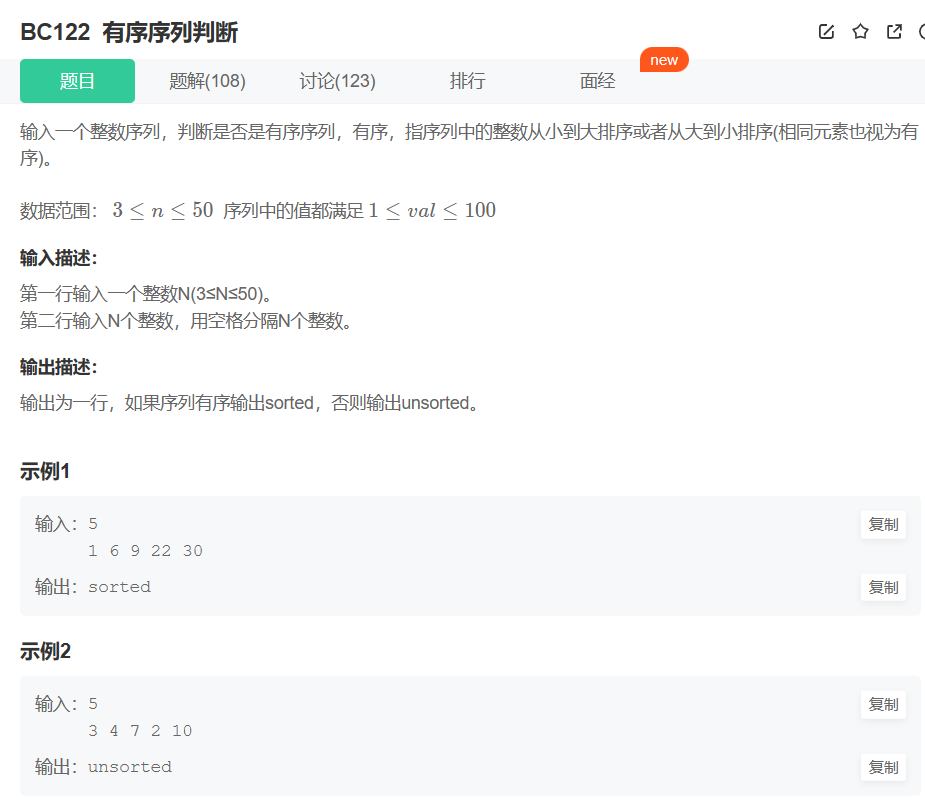 BC122 有序序列判断
new
题目 题解(108) 讨论(123) 排行 面经
输入一个整数序列，判断是否是有序序列，有序，指序列中的整数从小到大排序或者从大到小排序(相同元素也视为有
序)。
数据范围： 3 ≤ n ≤ 50 序列中的值都满足 1 ≤ val ≤ 100
输入描述：
第一行输入一个整数N(3≤N≤50)。
第二行输入N个整数，用空格分隔N个整数。
输出描述：
输出为一行，如果序列有序输出sorted，否则输出unsorted。
示例1
输入： 5 复制
1 6 9 22 30
输出： sorted 复制
示例2
输入： 5 复制
3 4 7 2 10
输出： unsorted 复制